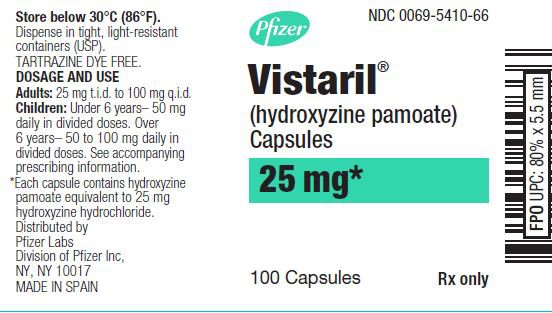 Store below 30°C (86°F).
Dispense in tight, light-resistant
containers (USP).
TARTRAZINE DYE FREE.
DOSAGE AND USE
Adults: 25 mg t.i.d. to 100 mg q.i.d.
Children: Under 6 years– 50 mg
daily in divided doses. Over
6 years– 50 to 100 mg daily in
divided doses. See accompanying
prescribing information.
*Each capsule contains hydroxyzine
pamoate equivalent to 25 mg
hydroxyzine hydrochloride.
Distributed by
Pfizer Labs
Division of Pfizer Inc,
NY, NY 10017
MADE IN SPAIN
Pfizer
NDC 0069-5410-66
Vistaril®
(hydroxyzine pamoate)
Capsules
25 mg*
100 Capsules
Rx only
FPO UPC: 80% x 5.5 mm